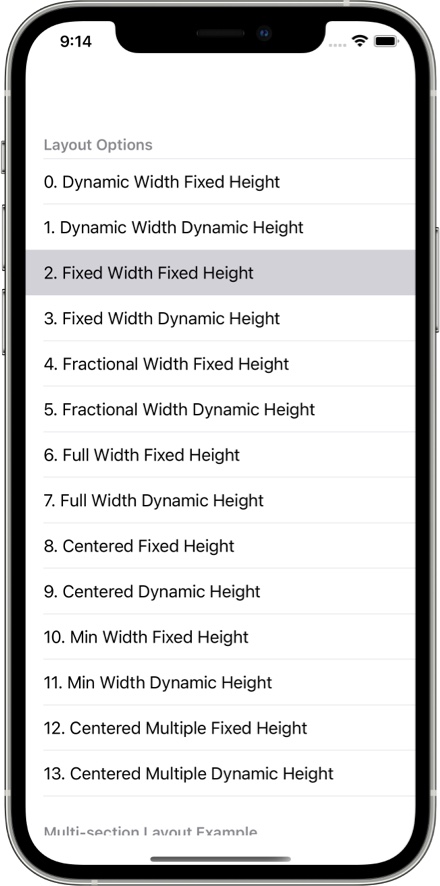 9:14
Layout Options
0. Dynamic Width Fixed Height
1. Dynamic Width Dynamic Height
2. Fixed Width Fixed Height
3. Fixed Width Dynamic Height
4. Fractional Width Fixed Height
5. Fractional Width Dynamic Height
6. Full Width Fixed Height
7. Full Width Dynamic Height
8. Centered Fixed Height
9. Centered Dynamic Height
10. Min Width Fixed Height
11. Min Width Dynamic Height
12. Centered Multiple Fixed Height
13. Centered Multiple Dynamic Height
Multi-section Layout Example